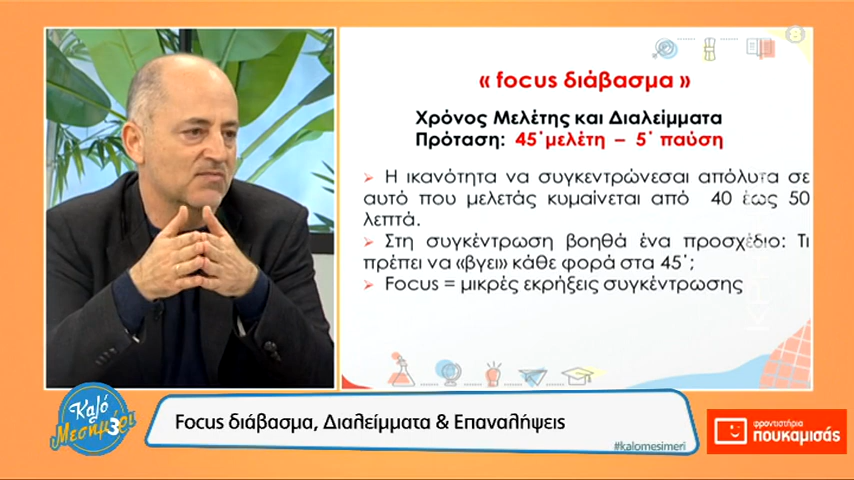 « focus διάβασμα »
Χρόνος Μελέτης και Διαλείμματα
Πρόταση: 45΄μελέτη – 5΄ παύση
➢ Η ικανότητα να συγκεντρώνεσαι απόλυτα σε
αυτό που μελετάς κυμαίνεται από 40 έως 50
λεπτά.
➢ Στη συγκέντρωση βοηθά ένα προσχέδιο: Τι
πρέπει να «βγει» κάθε φορά στα 45΄;
➢ Focus = μικρές εκρήξεις συγκέντρωσης
Καλό
Μεσημ3ρι
Focus διάβασμα, Διαλείμματα & Επαναλήψεις
#kalomesimeri
φροντιστήρια
πουκαμισάς